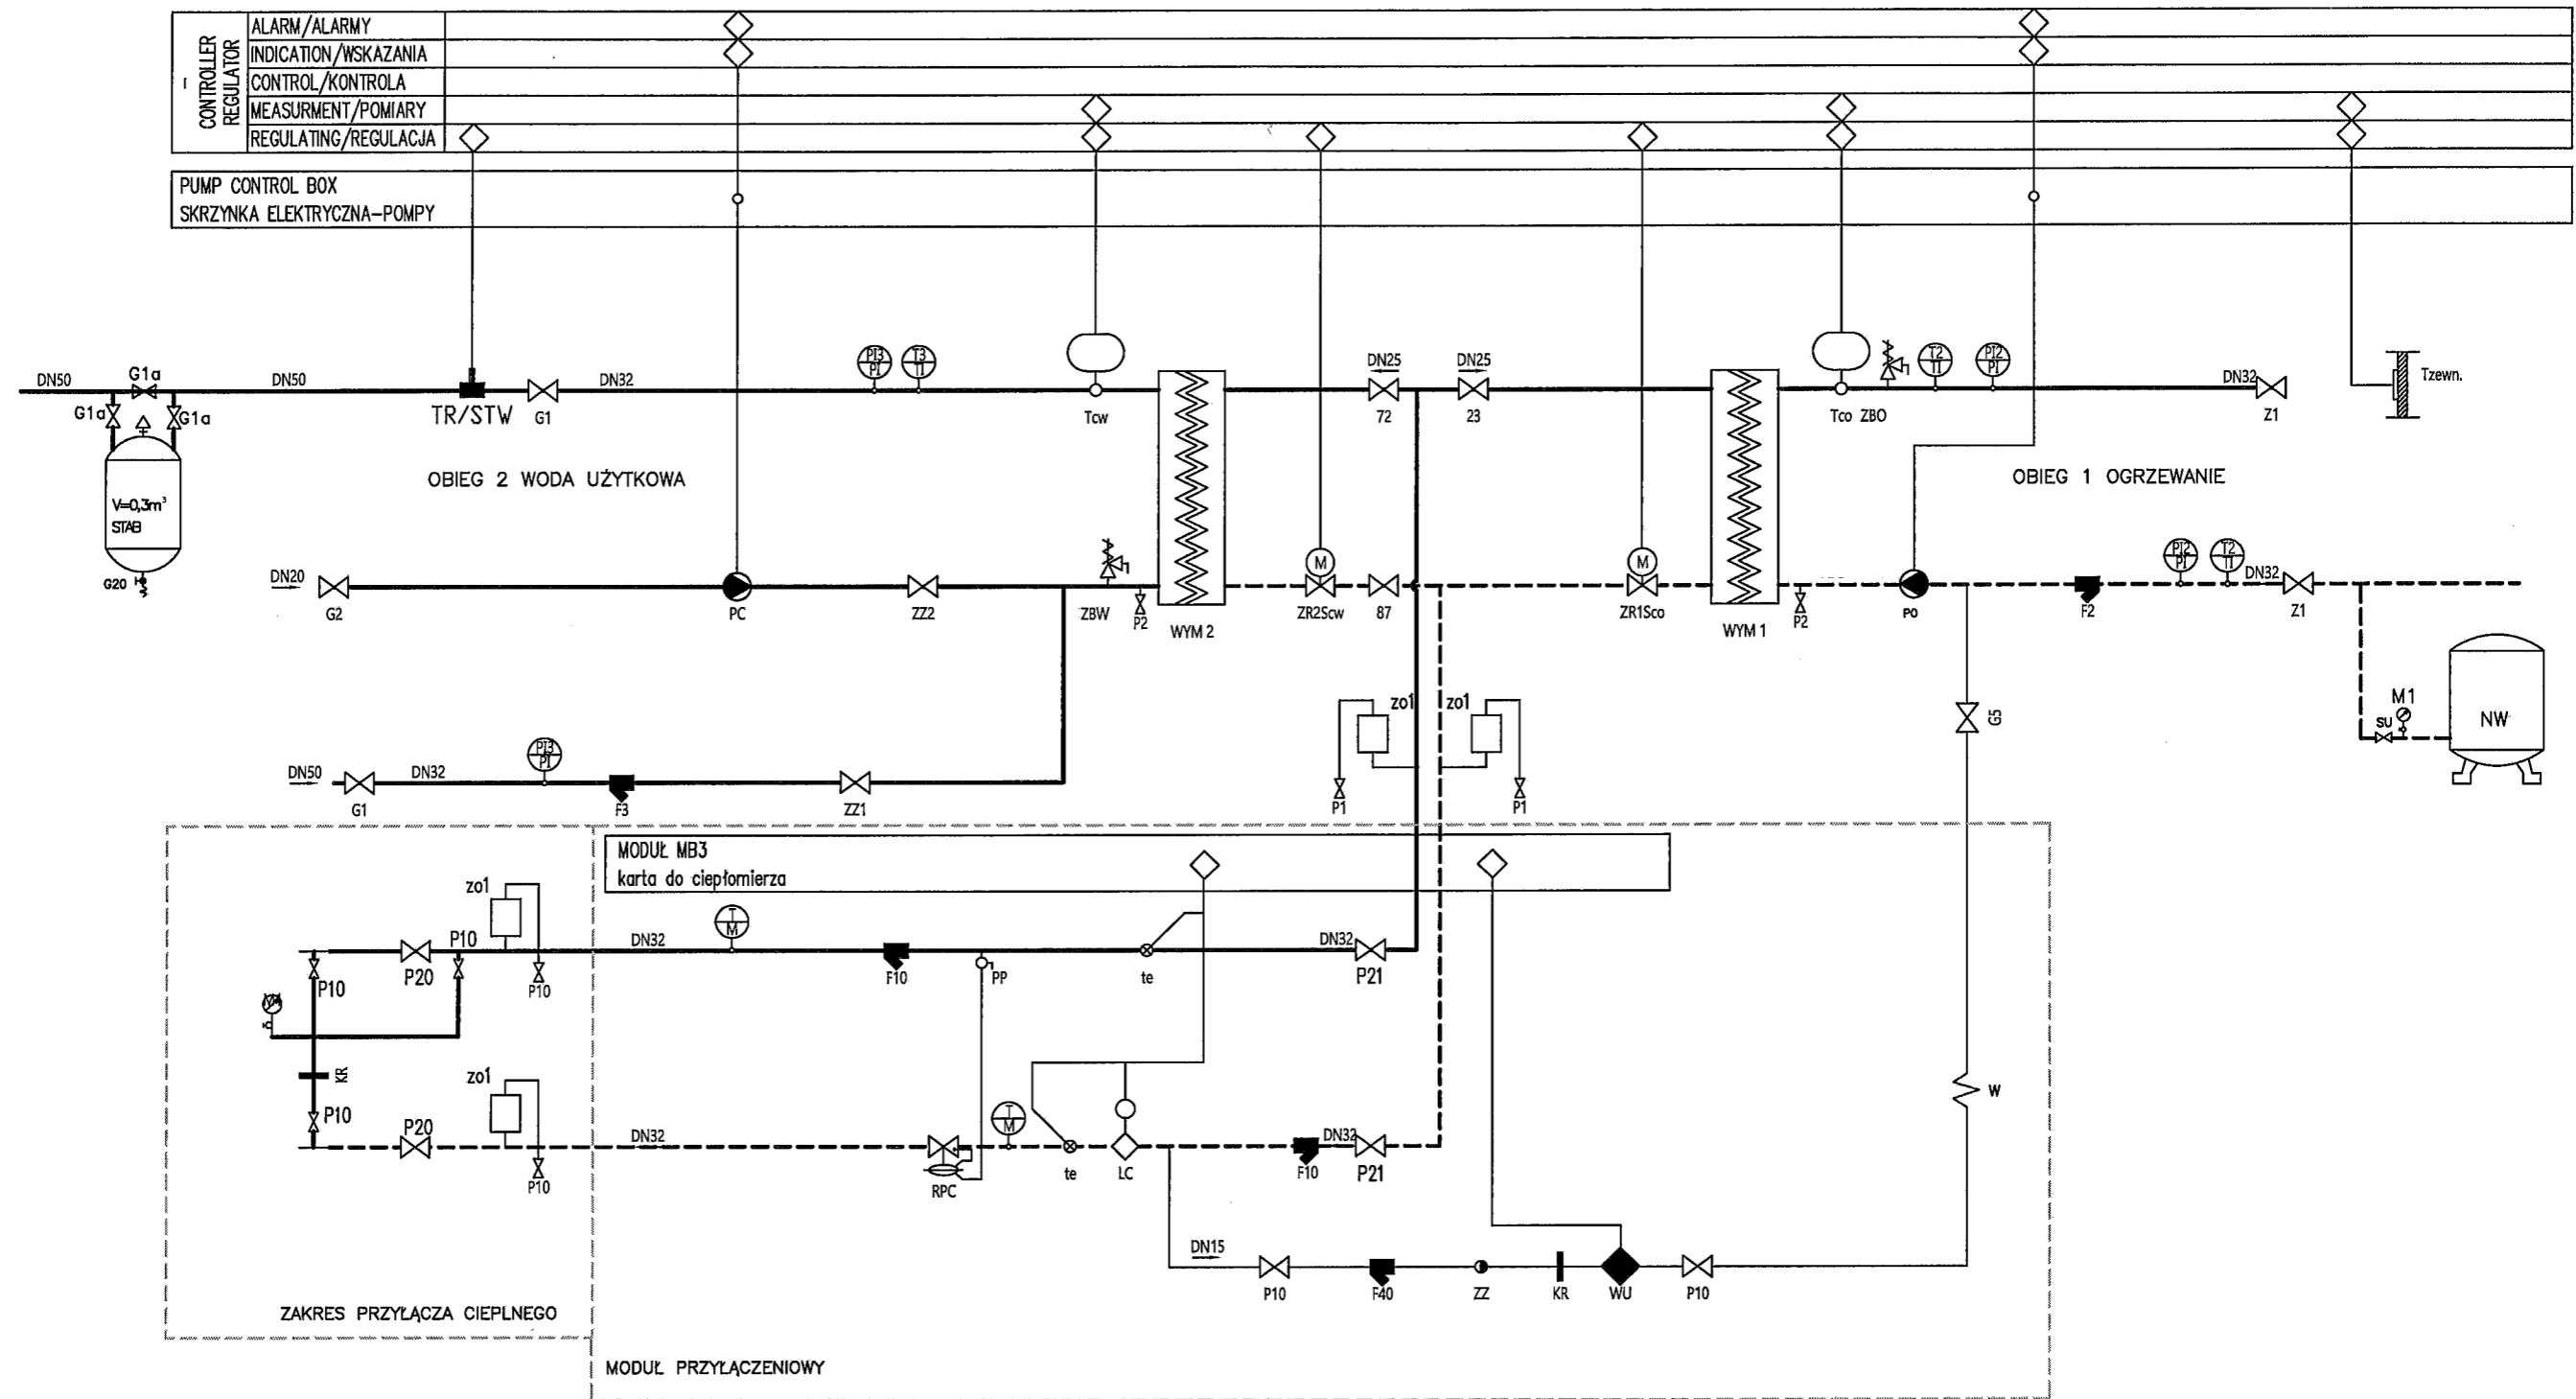 CONTROLLER
REGULATOR
ALARM/ALARMY
INDICATION/WSKAZANIA
CONTROL/KONTROLA
MEASURMENT/POMIARY
REGULATING/REGULACJA
PUMP CONTROL BOX
SKRZYNKA ELEKTRYCZNA-POMPY
DN50
G1a
DN50
DN32
PI3
PI
T3
TI
DN25
DN25
T2
TI
PI2
PI
DN32
Tzewn.
G1a
G1a
TR/STW
G1
Tcw
72
23
Tco ZBO
Z1
OBIEG 2 WODA UŻYTKOWA
OBIEG 1 OGRZEWANIE
V=0,3m³
STAB
G20
DN20
M
M
PI2
PI
T2
TI
DN32
G2
PC
ZZ2
ZBW
P2
WYM 2
ZR2Scw
87
ZR1Sco
WYM 1
P2
PO
F2
Z1
zo1
zo1
G5
M1
SU
NW
DN50
DN32
PI3
PI
P1
P1
G1
F3
ZZ1
MODUŁ MB3
karta do ciepłomierza
zo1
T
M
P10
DN32
DN32
P20
P10
P10
F10
PP
te
P21
KR
zo1
P10
P20
DN32
T
M
DN32
W
P10
RPC
te
LC
F10
P21
DN15
P10
F40
ZZ
KR
WU
P10
ZAKRES PRZYŁĄCZA CIEPLNEGO
MODUŁ PRZYŁĄCZENIOWY